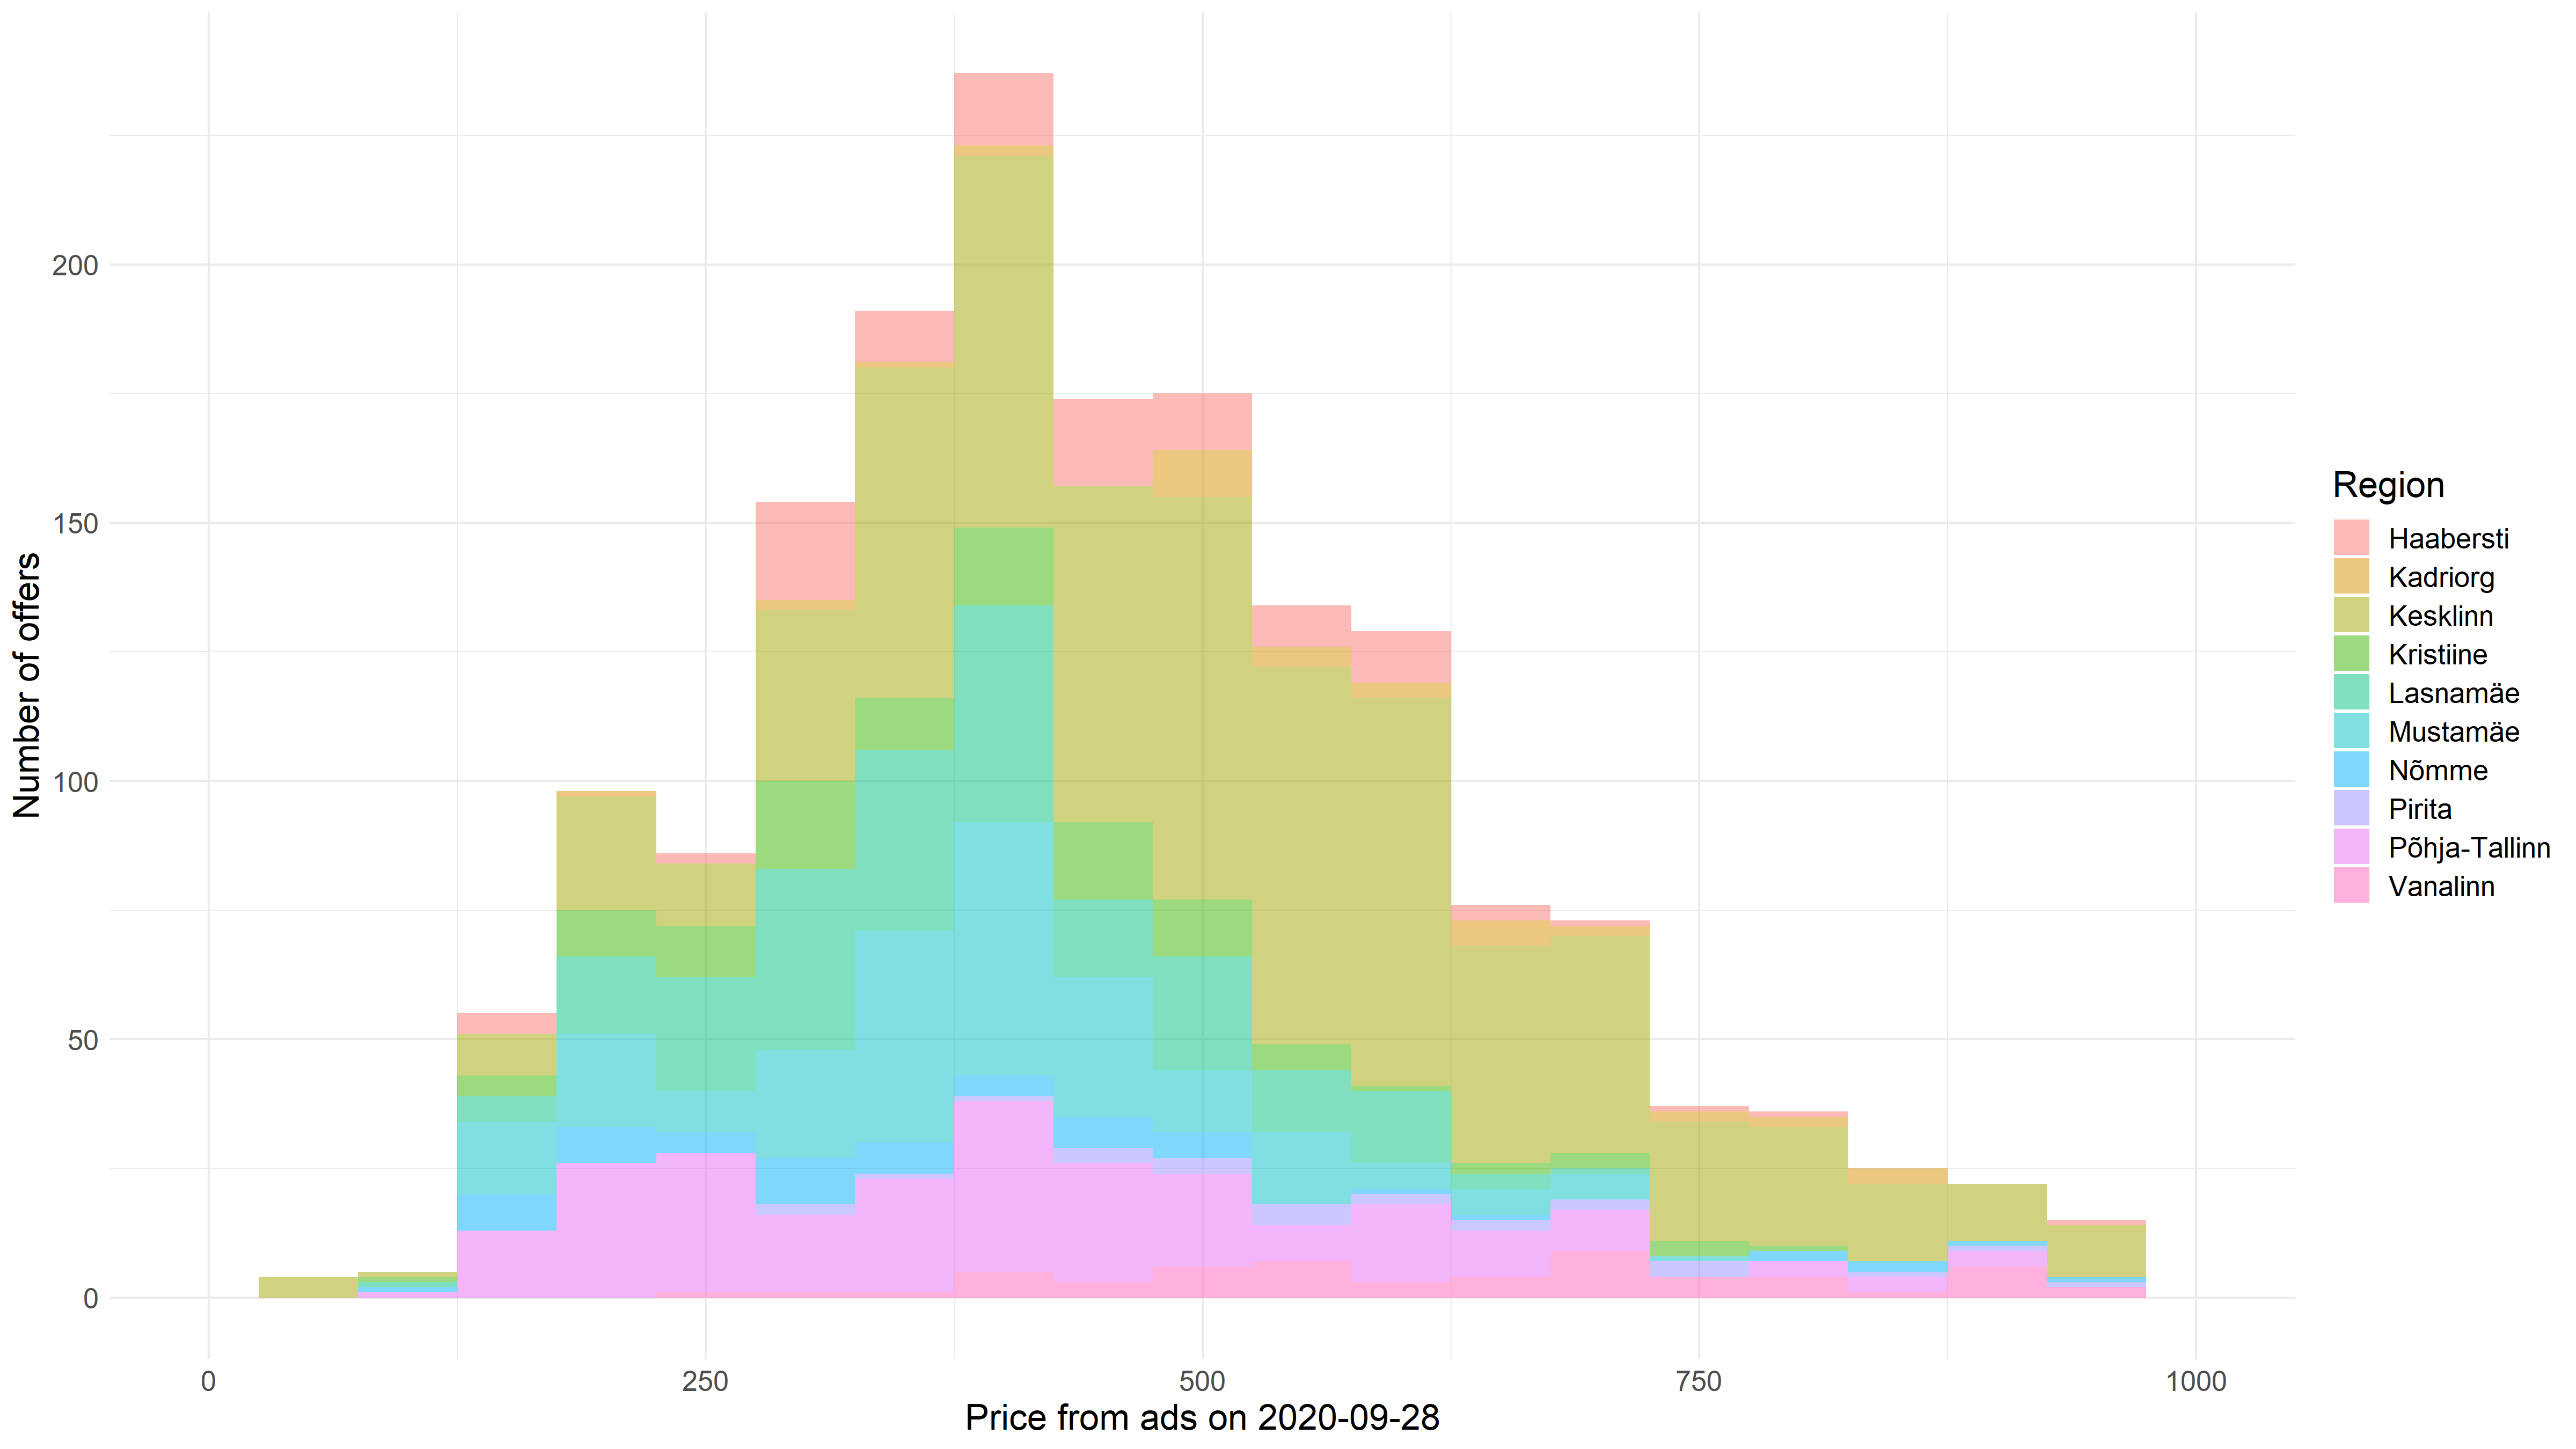 200
150
100
50
0
Number of offers
0 250 500 750 1000
Price from ads on 2020-09-28
Region
Haabersti
Kadriorg
Kesklinn
Kristiine
Lasnamäe
Mustamäe
Nõmme
Pirita
Põhja-Tallinn
Vanalinn